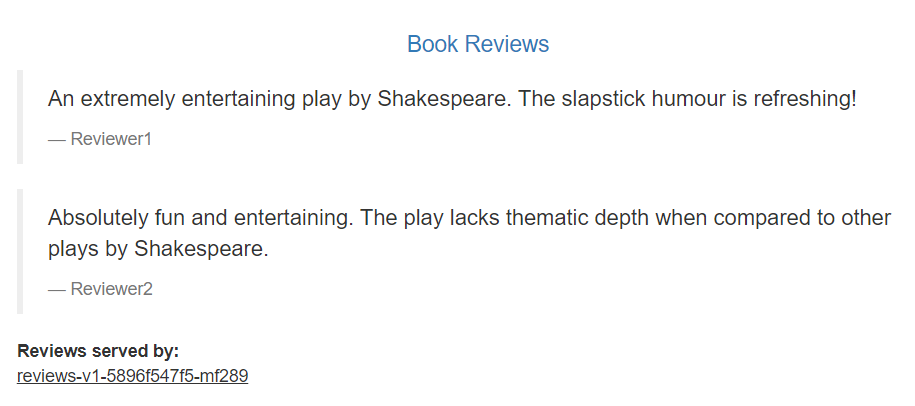 Book Reviews
An extremely entertaining play by Shakespeare. The slapstick humour is refreshing!
— Reviewer1
Absolutely fun and entertaining. The play lacks thematic depth when compared to other
plays by Shakespeare.
— Reviewer2
Reviews served by:
reviews-v1-5896f547f5-mf289